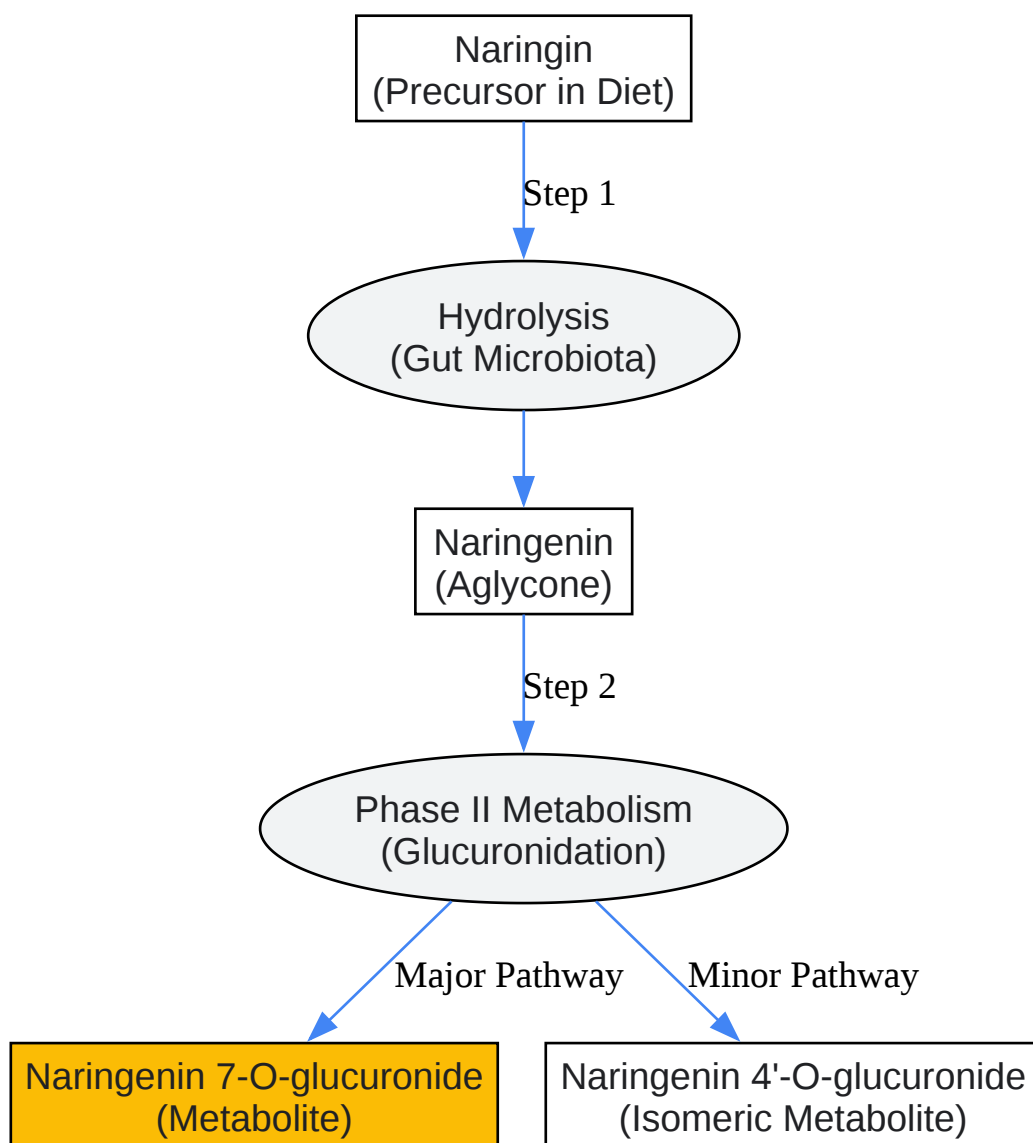 Naringin
(Precursor in Diet)
Step 1
Hydrolysis
(Gut Microbiota)
Naringenin
(Aglycone)
Step 2
Phase II Metabolism
(Glucuronidation)
Major Pathway
Minor Pathway
Naringenin 7-O-glucuronide
(Metabolite)
Naringenin 4'-O-glucuronide
(Isomeric Metabolite)